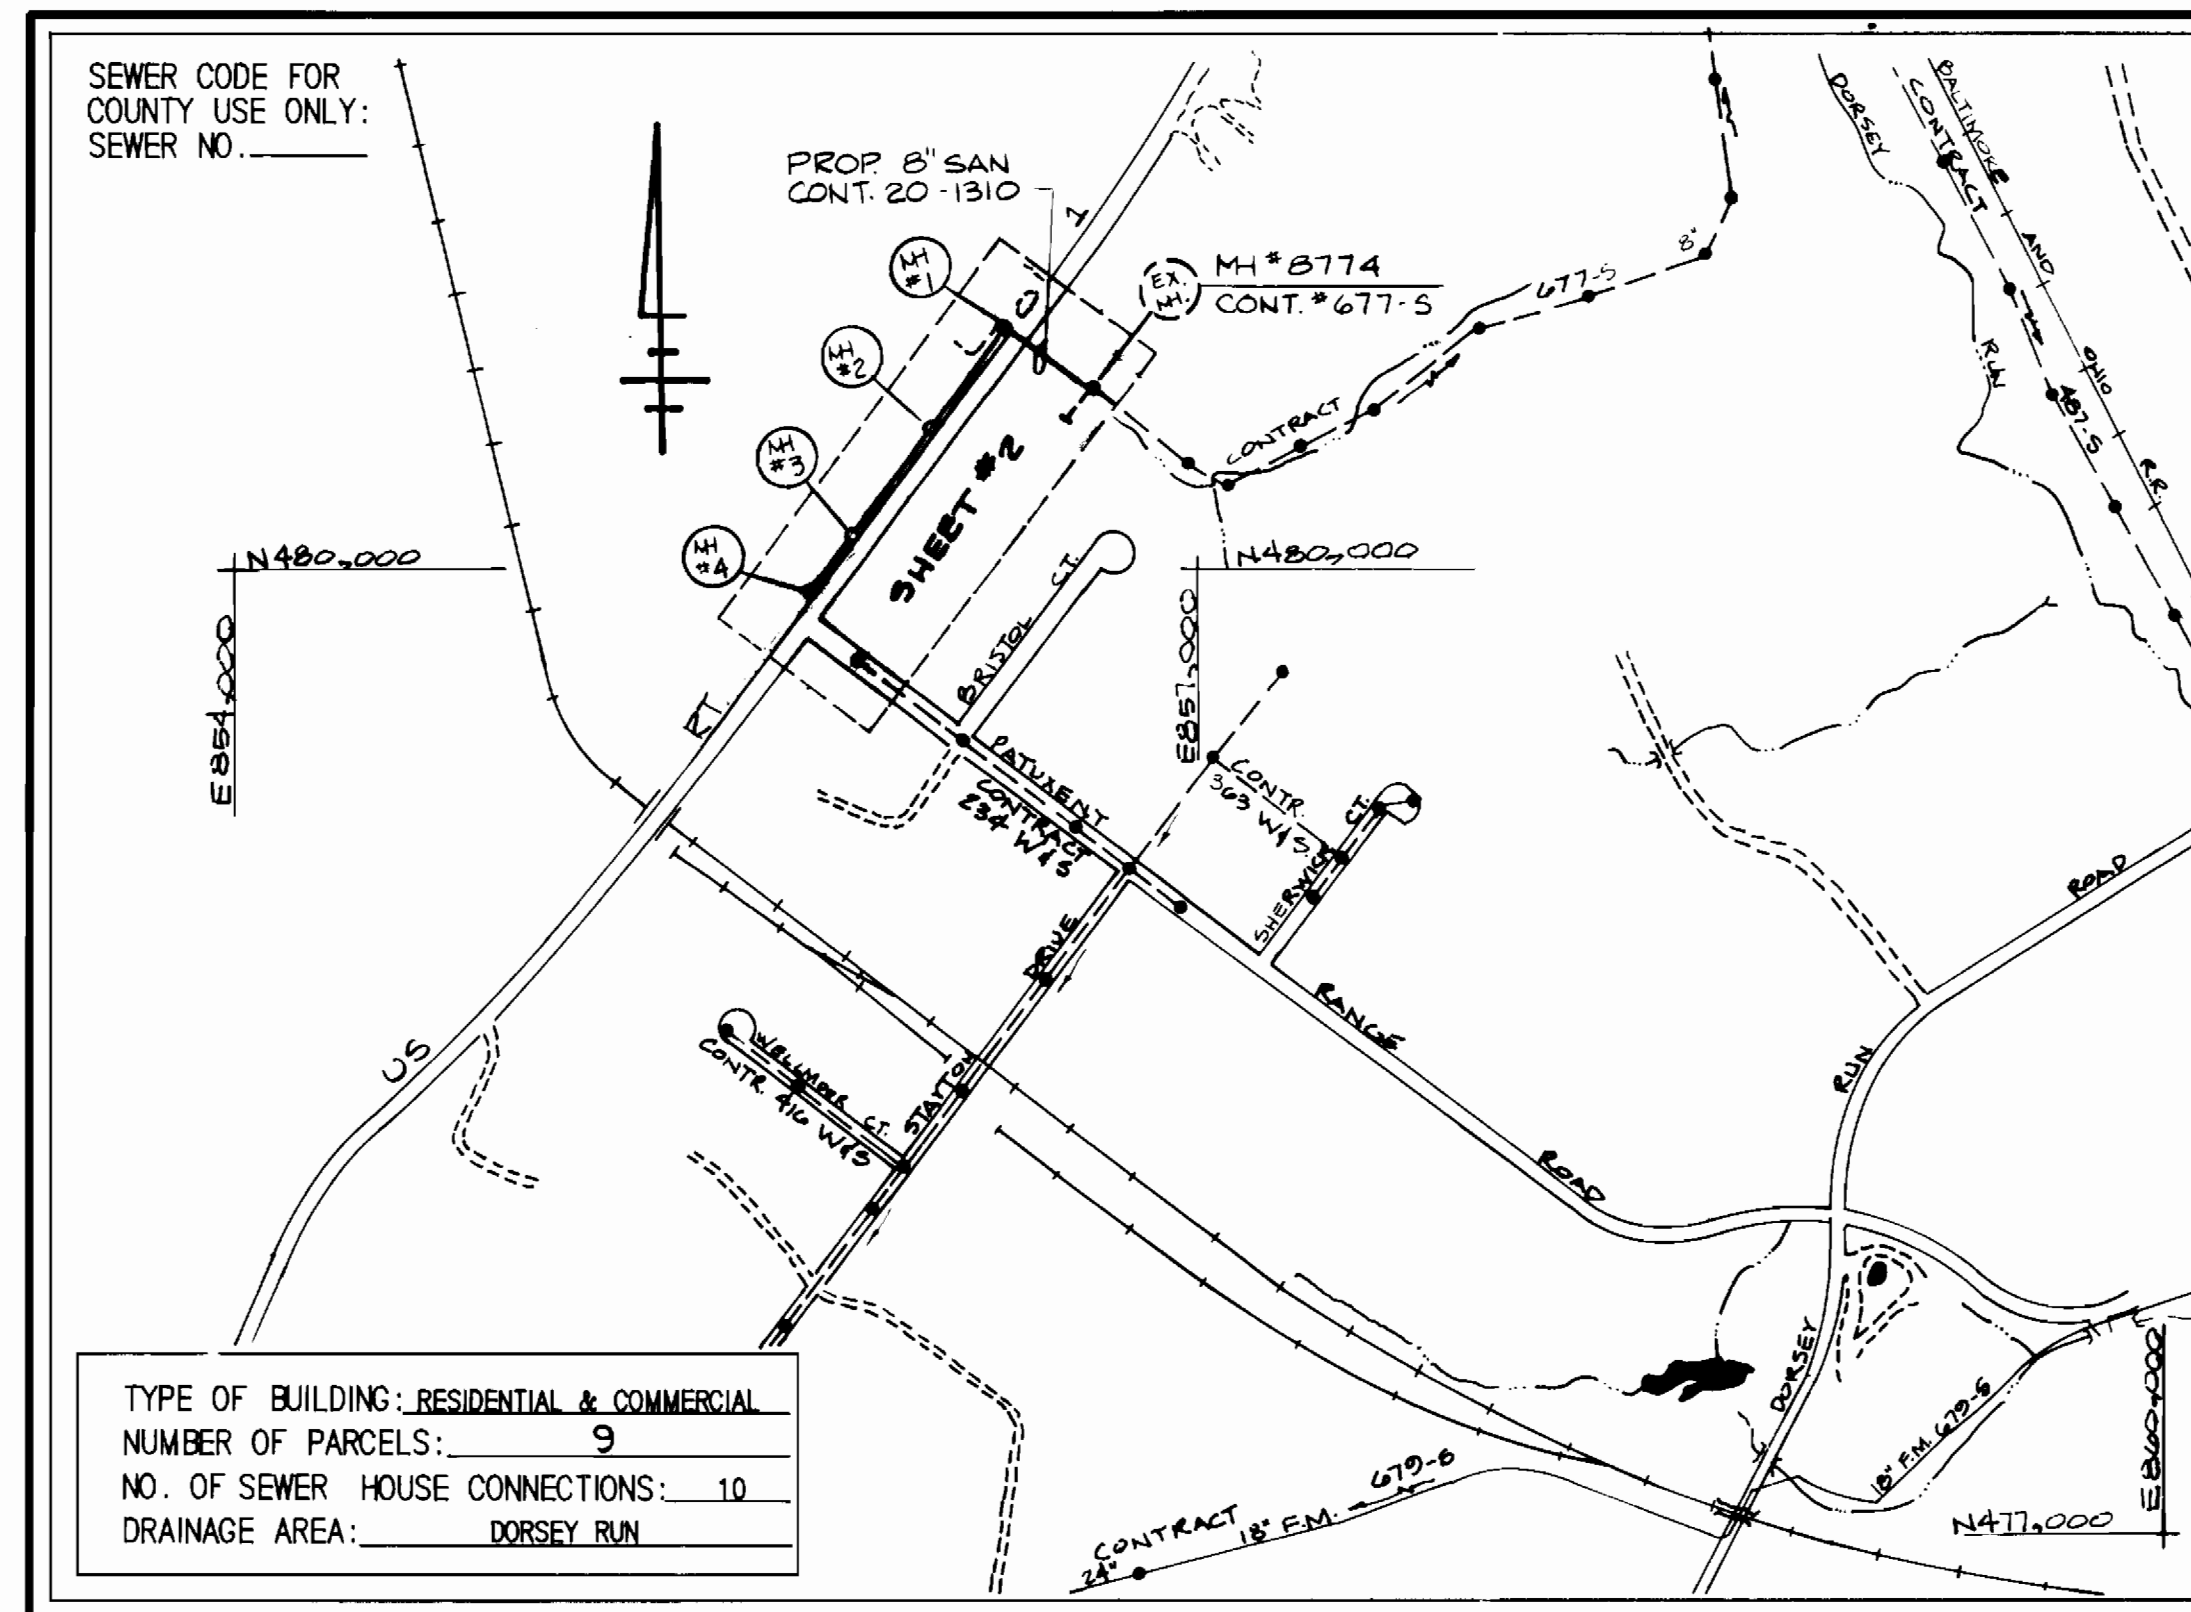 SEWER CODE FOR
COUNTY USE ONLY:
SEWER NO.
PROP. 8" SAN
CONT. 20-1310
1
MH
#1
EX.
MH.
MH #8774
CONT. #677-S
MH
#2
MH
#3
MH
#4
SHEET #2
CONTRACT
677-S
8"
DORSEY
RUN
CONTRACT
487-S
BALTIMORE
AND
OHIO
R.R.
N480,000
E854,000
N480,000
E857,000
BRISTOL CT.
RT.
US
PATUXENT
CONTRACT
234 W&S
CONTR.
363 W&S
SHERWICK CT.
RANGE
ROAD
DRIVE
STAYTON
WELLMORE CT.
CONTR. 416 W&S
ROAD
RUN
DORSEY
18" F.M. 679-S
E860,000
N477,000
CONTRACT 679-S
24"
18" F.M.
TYPE OF BUILDING: RESIDENTIAL & COMMERCIAL
NUMBER OF PARCELS: 9
NO. OF SEWER HOUSE CONNECTIONS: 10
DRAINAGE AREA: DORSEY RUN